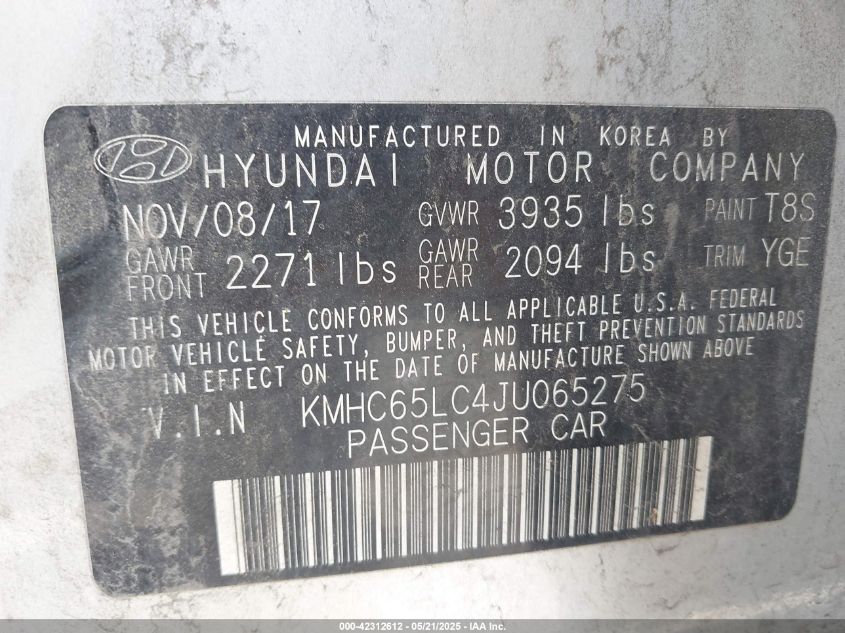 MANUFACTURED IN KOREA BY
HYUNDAI MOTOR COMPANY
NOV/08/17 GVWR 3935 lbs PAINT T8S
GAWR FRONT 2271 lbs GAWR REAR 2094 lbs TRIM YGE
THIS VEHICLE CONFORMS TO ALL APPLICABLE U.S.A. FEDERAL
MOTOR VEHICLE SAFETY, BUMPER, AND THEFT PREVENTION STANDARDS
IN EFFECT ON THE DATE OF MANUFACTURE SHOWN ABOVE
V.I.N KMHC65LC4JU065275
PASSENGER CAR
000-42312612 - 05/21/2025 - IAA Inc.